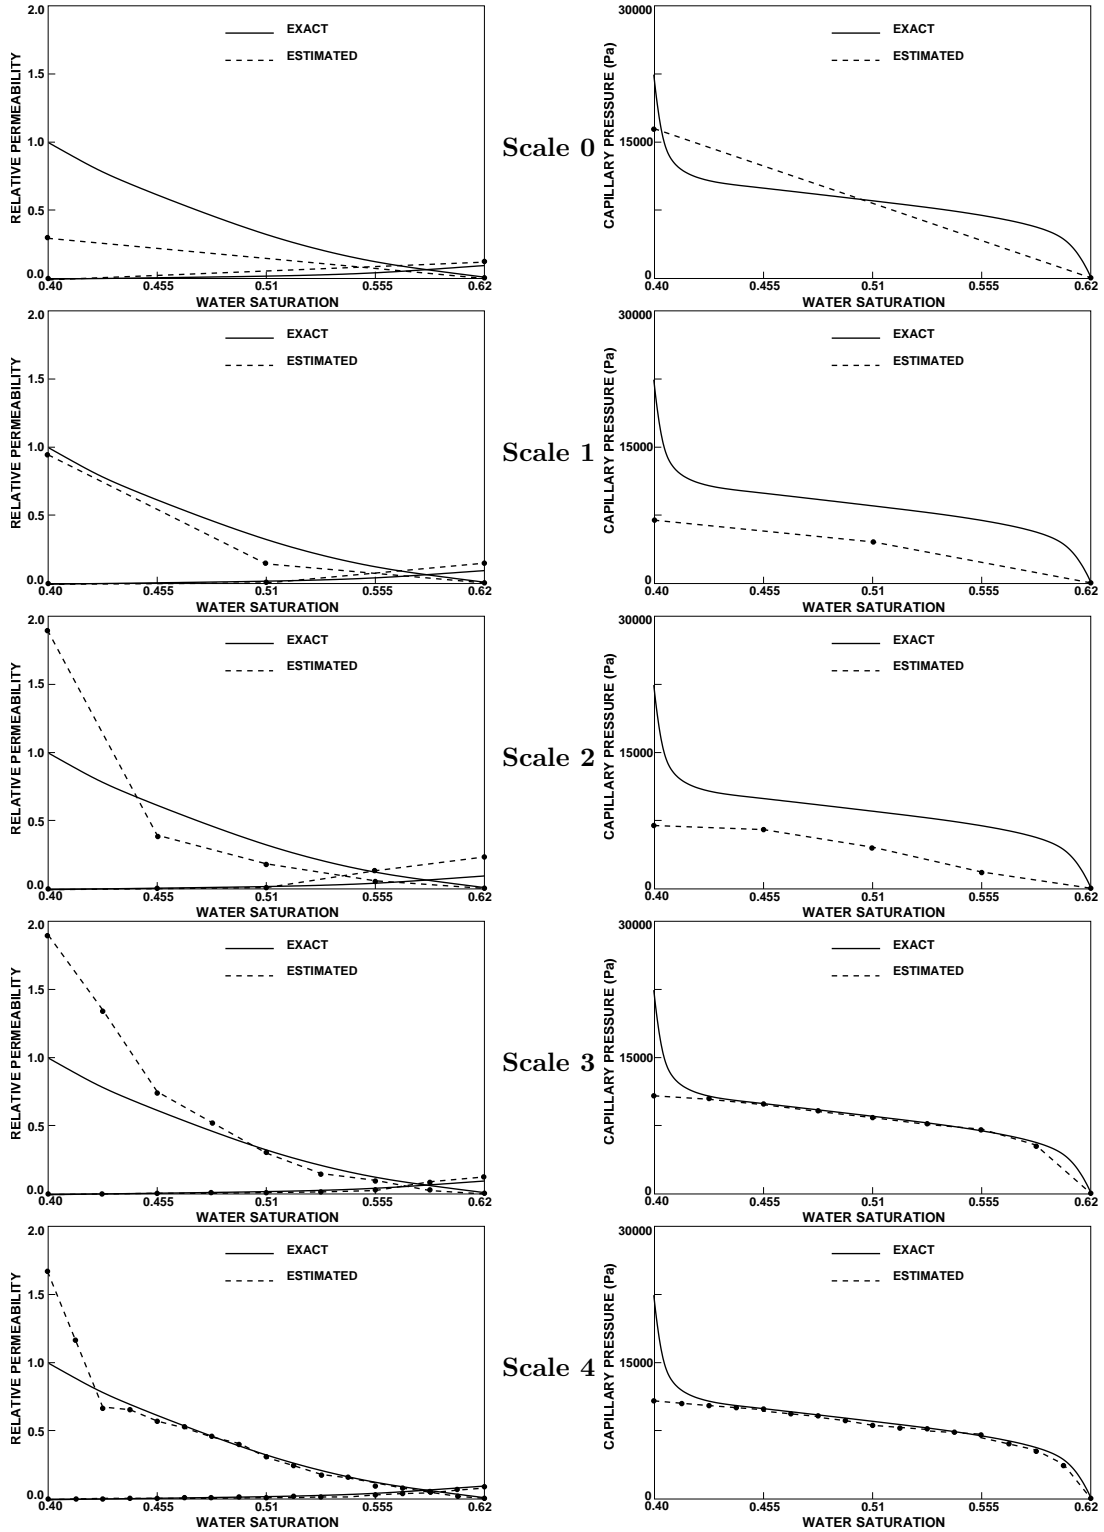 2.0
EXACT
ESTIMATED
1.5
1.0
0.5
0.0
0.40
0.455
0.51
0.555
0.62
WATER SATURATION
RELATIVE PERMEABILITY
Scale 0
30000
EXACT
ESTIMATED
15000
0
0.40
0.455
0.51
0.555
0.62
WATER SATURATION
CAPILLARY PRESSURE (Pa)
2.0
EXACT
ESTIMATED
1.5
1.0
0.5
0.0
0.40
0.455
0.51
0.555
0.62
WATER SATURATION
RELATIVE PERMEABILITY
Scale 1
30000
EXACT
ESTIMATED
15000
0
0.40
0.455
0.51
0.555
0.62
WATER SATURATION
CAPILLARY PRESSURE (Pa)
2.0
EXACT
ESTIMATED
1.5
1.0
0.5
0.0
0.40
0.455
0.51
0.555
0.62
WATER SATURATION
RELATIVE PERMEABILITY
Scale 2
30000
EXACT
ESTIMATED
15000
0
0.40
0.455
0.51
0.555
0.62
WATER SATURATION
CAPILLARY PRESSURE (Pa)
2.0
EXACT
ESTIMATED
1.5
1.0
0.5
0.0
0.40
0.455
0.51
0.555
0.62
WATER SATURATION
RELATIVE PERMEABILITY
Scale 3
30000
EXACT
ESTIMATED
15000
0
0.40
0.455
0.51
0.555
0.62
WATER SATURATION
CAPILLARY PRESSURE (Pa)
2.0
EXACT
ESTIMATED
1.5
1.0
0.5
0.0
0.40
0.455
0.51
0.555
0.62
WATER SATURATION
RELATIVE PERMEABILITY
Scale 4
30000
EXACT
ESTIMATED
15000
0
0.40
0.455
0.51
0.555
0.62
WATER SATURATION
CAPILLARY PRESSURE (Pa)